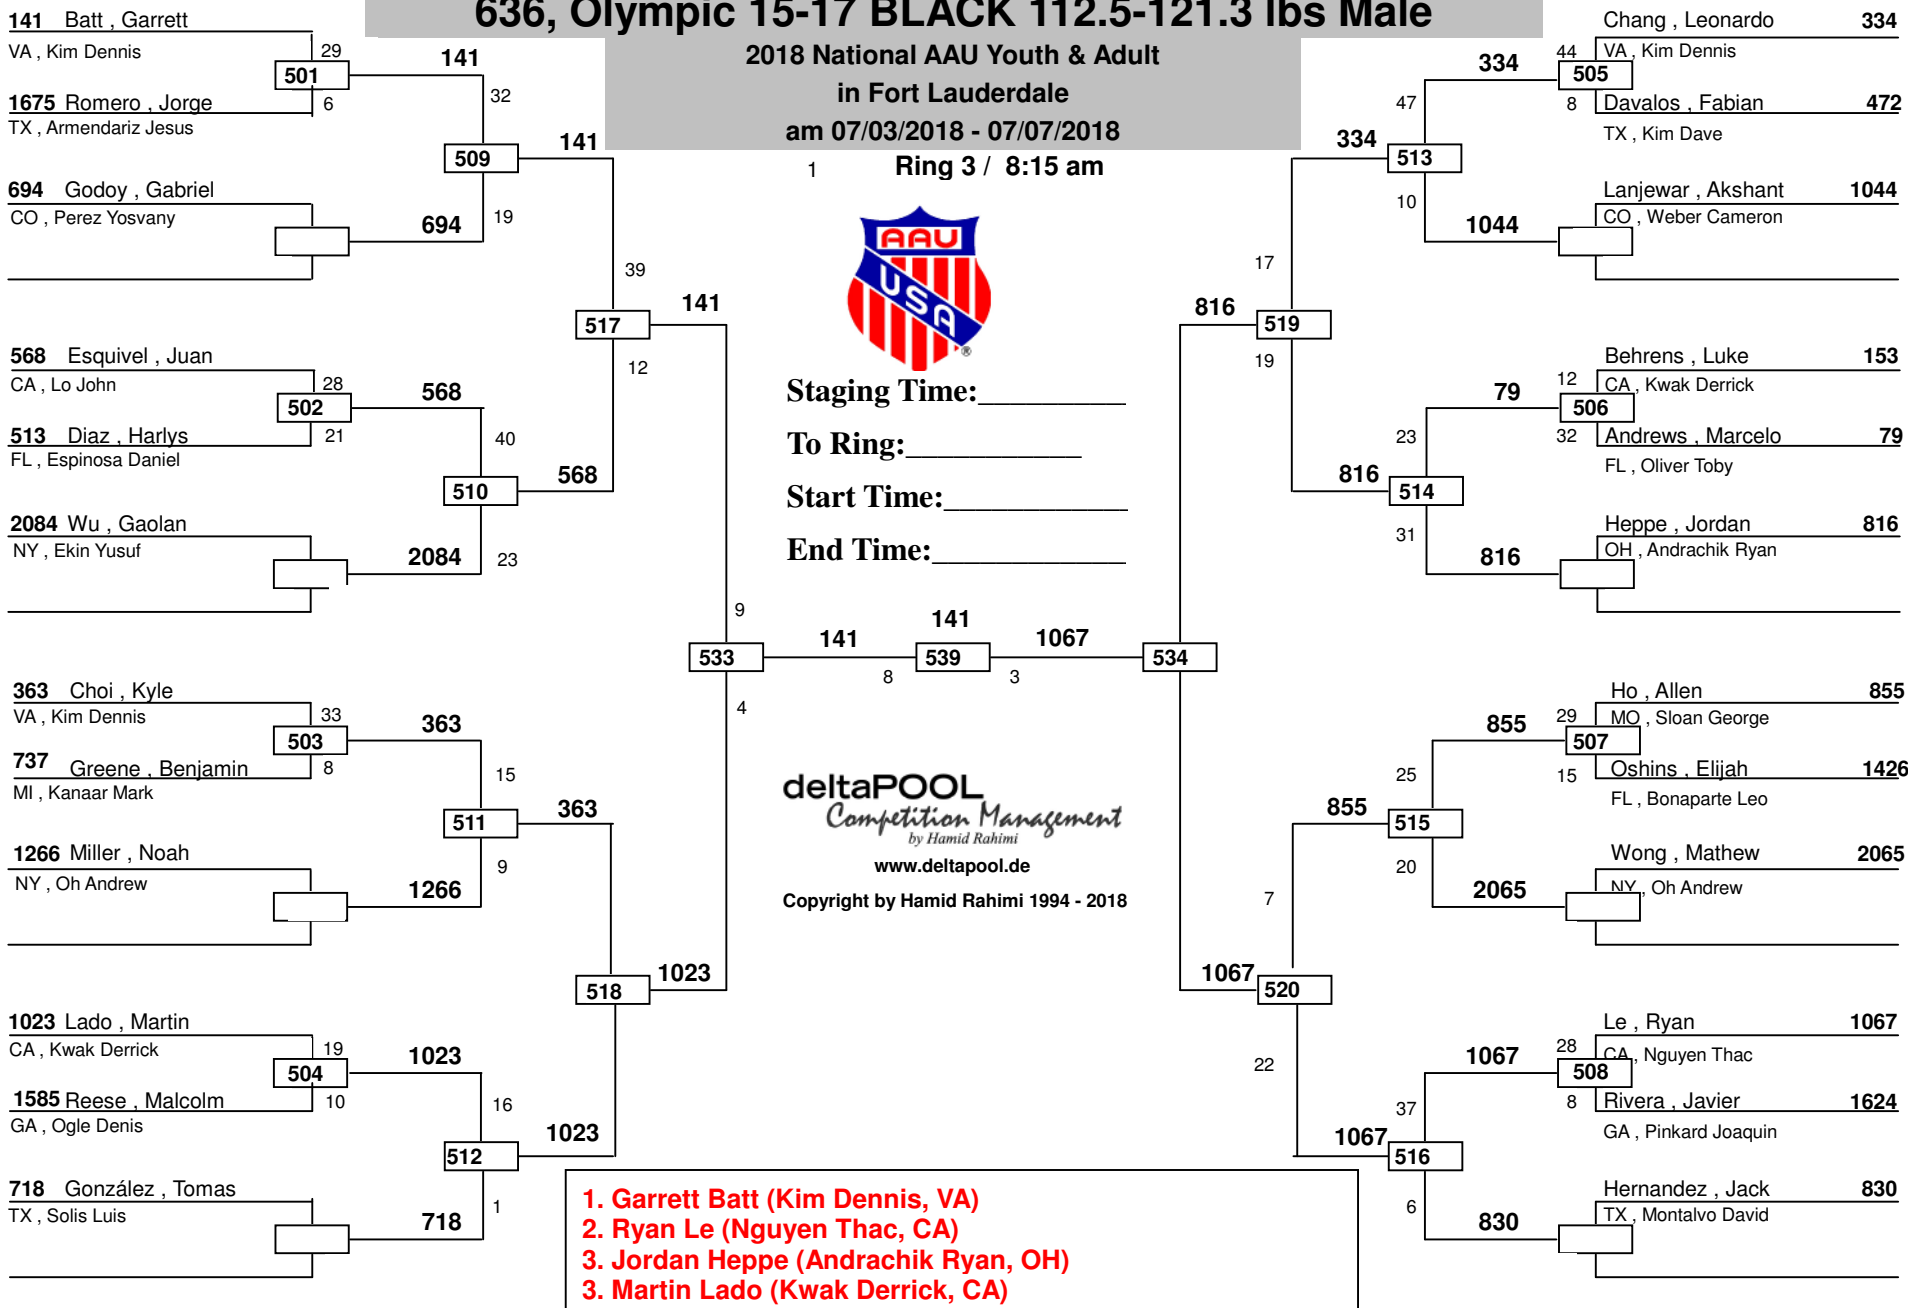 636, Olympic 15-17 BLACK 112.5-121.3 lbs Male
2018 National AAU Youth & Adult
in Fort Lauderdale
am 07/03/2018 - 07/07/2018
1 Ring 3 / 8:15 am
141 Batt , Garrett
VA , Kim Dennis
29
501
141
1675 Romero , Jorge
6
TX , Armendariz Jesus
32
509
141
694 Godoy , Gabriel
CO , Perez Yosvany
694
19
39
517
141
12
568 Esquivel , Juan
CA , Lo John
28
502
568
513 Diaz , Harlys
21
FL , Espinosa Daniel
40
510
568
2084 Wu , Gaolan
NY , Ekin Yusuf
2084
23
9
533
141
4
363 Choi , Kyle
VA , Kim Dennis
33
503
363
737 Greene , Benjamin
8
MI , Kanaar Mark
15
511
363
1266 Miller , Noah
NY , Oh Andrew
1266
9
518
1023
1023 Lado , Martin
CA , Kwak Derrick
19
504
1023
1585 Reese , Malcolm
10
GA , Ogle Denis
16
512
1023
718 González , Tomas
TX , Solis Luis
718
1
AAU
USA
®
Staging Time:
To Ring:
Start Time:
End Time:
141
8
539
3
1067
534
deltaPOOL
Competition Management
by Hamid Rahimi
www.deltapool.de
Copyright by Hamid Rahimi 1994 - 2018
Chang , Leonardo 334
44 VA , Kim Dennis
505
334
8 Davalos , Fabian 472
TX , Kim Dave
47
513
334
10
Lanjewar , Akshant 1044
CO , Weber Cameron
1044
17
519
816
19
Behrens , Luke 153
12 CA , Kwak Derrick
506
79
32 Andrews , Marcelo 79
FL , Oliver Toby
23
514
816
31
Heppe , Jordan 816
OH , Andrachik Ryan
816
Ho , Allen 855
29 MO , Sloan George
507
855
15 Oshins , Elijah 1426
FL , Bonaparte Leo
25
515
855
20
Wong , Mathew 2065
NY , Oh Andrew
2065
7
520
1067
22
Le , Ryan 1067
28 CA , Nguyen Thac
508
1067
8 Rivera , Javier 1624
GA , Pinkard Joaquin
37
516
1067
6
Hernandez , Jack 830
TX , Montalvo David
830
1. Garrett Batt (Kim Dennis, VA)
2. Ryan Le (Nguyen Thac, CA)
3. Jordan Heppe (Andrachik Ryan, OH)
3. Martin Lado (Kwak Derrick, CA)